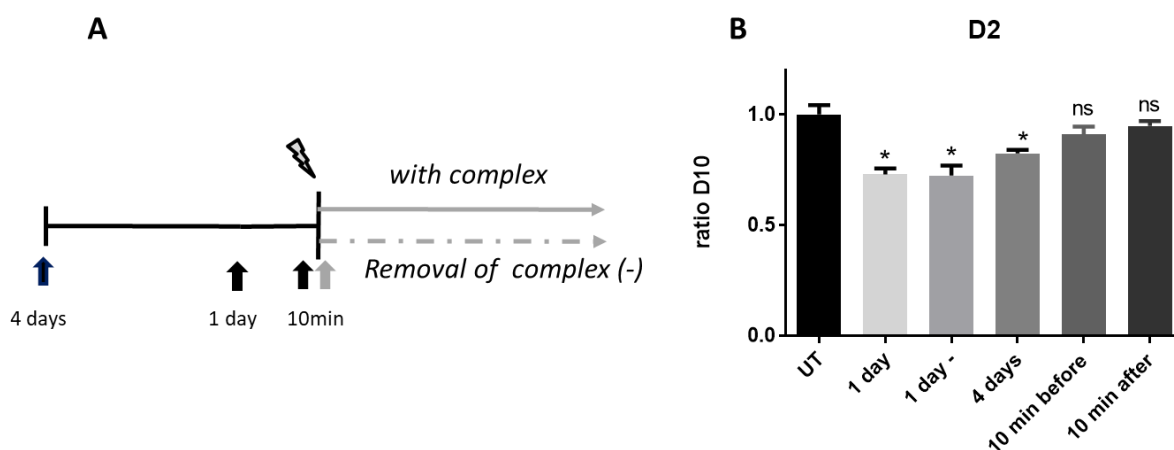 A
with complex
Removal of complex (-)
4 days
1 day
10min
B
D2
ratio D10
1.0
0.5
0.0
*
*
*
ns
ns
UT
1 day
1 day -
4 days
10 min before
10 min after